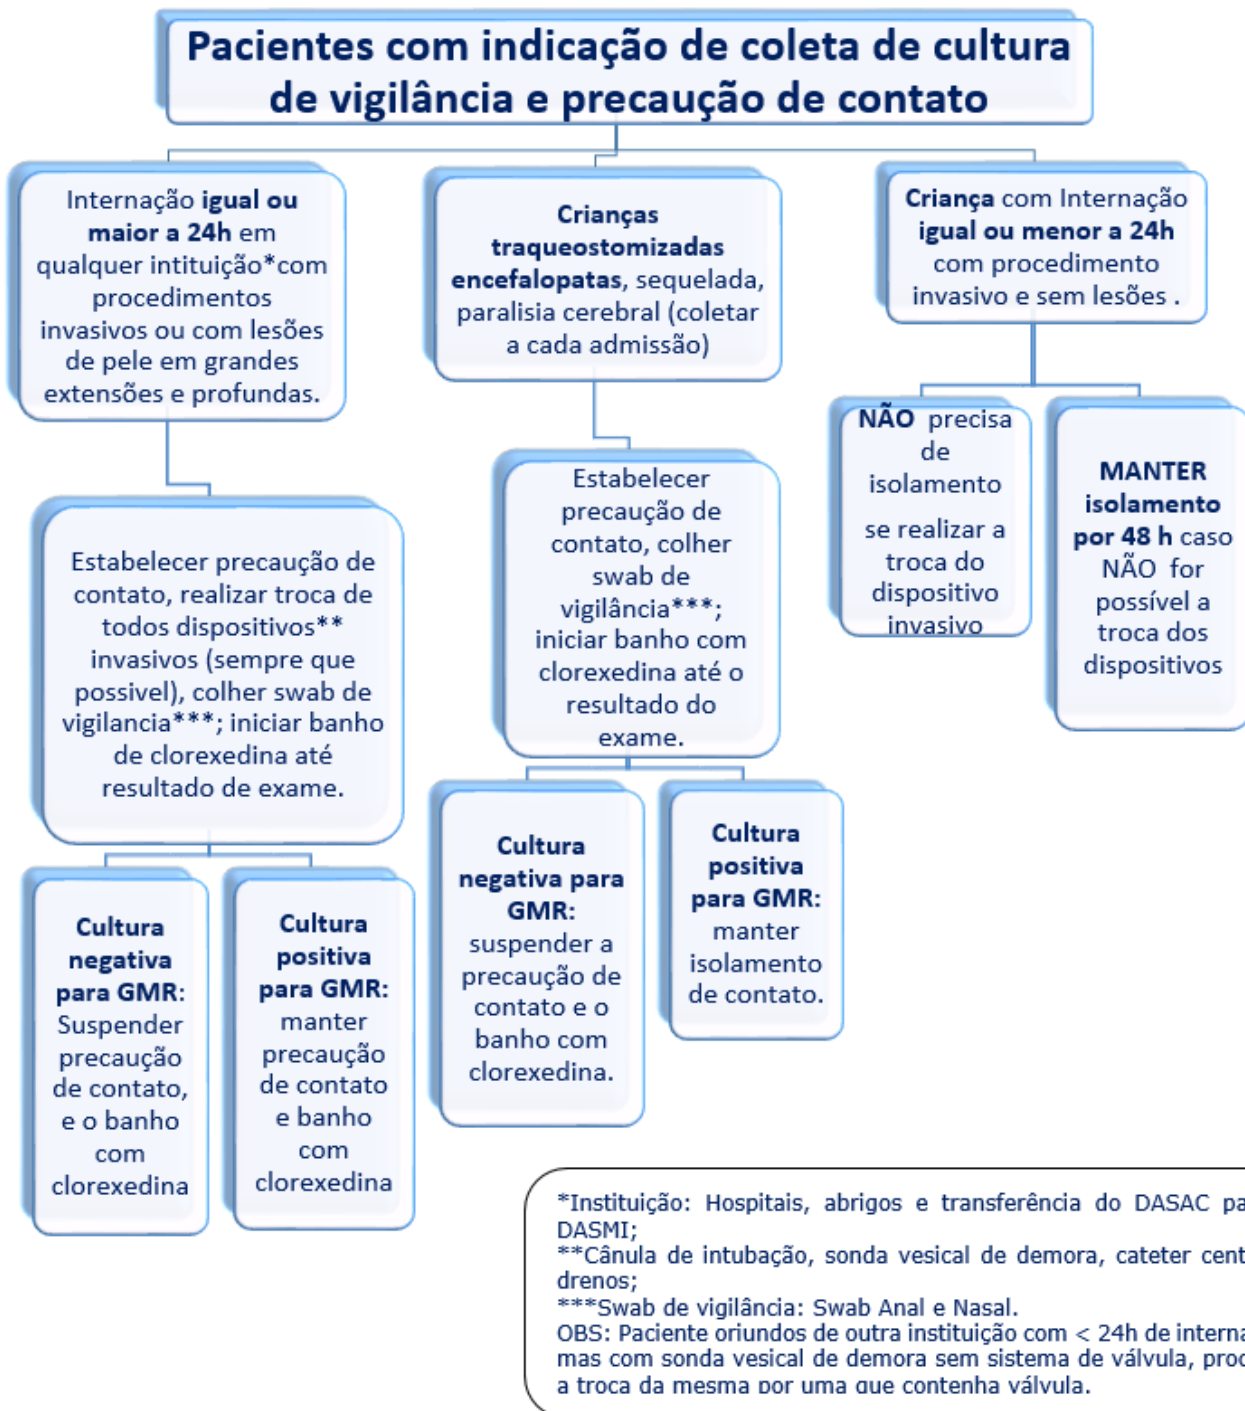 Pacientes com indicação de coleta de cultura
de vigilância e precaução de contato
Internação igual ou
maior a 24h em
qualquer intituição*com
procedimentos
invasivos ou com lesões
de pele em grandes
extensões e profundas.
Crianças
traqueostomizadas
encefalopatas, sequelada,
paralisia cerebral (coletar
a cada admissão)
Criança com Internação
igual ou menor a 24h
com procedimento
invasivo e sem lesões .
Estabelecer precaução de
contato, realizar troca de
todos dispositivos**
invasivos (sempre que
possivel), colher swab de
vigilancia***; iniciar banho
de clorexedina até
resultado de exame.
Estabelecer
precaução de
contato, colher
swab de
vigilância***;
iniciar banho com
clorexedina até o
resultado do
exame.
NÃO precisa
de
isolamento
se realizar a
troca do
dispositivo
invasivo
MANTER
isolamento
por 48 h caso
NÃO for
possível a
troca dos
dispositivos
Cultura
negativa
para GMR:
Suspender
precaução
de contato,
e o banho
com
clorexedina
Cultura
positiva
para GMR:
manter
precaução
de contato
e banho
com
clorexedina
Cultura
negativa para
GMR:
suspender a
precaução de
contato e o
banho com
clorexedina.
Cultura
positiva
para GMR:
manter
isolamento
de contato.
*Instituição: Hospitais, abrigos e transferência do DASAC pa
DASMI;
**Cânula de intubação, sonda vesical de demora, cateter cent
drenos;
***Swab de vigilância: Swab Anal e Nasal.
OBS: Paciente oriundos de outra instituição com < 24h de interna
mas com sonda vesical de demora sem sistema de válvula, pro
a troca da mesma por uma que contenha válvula.